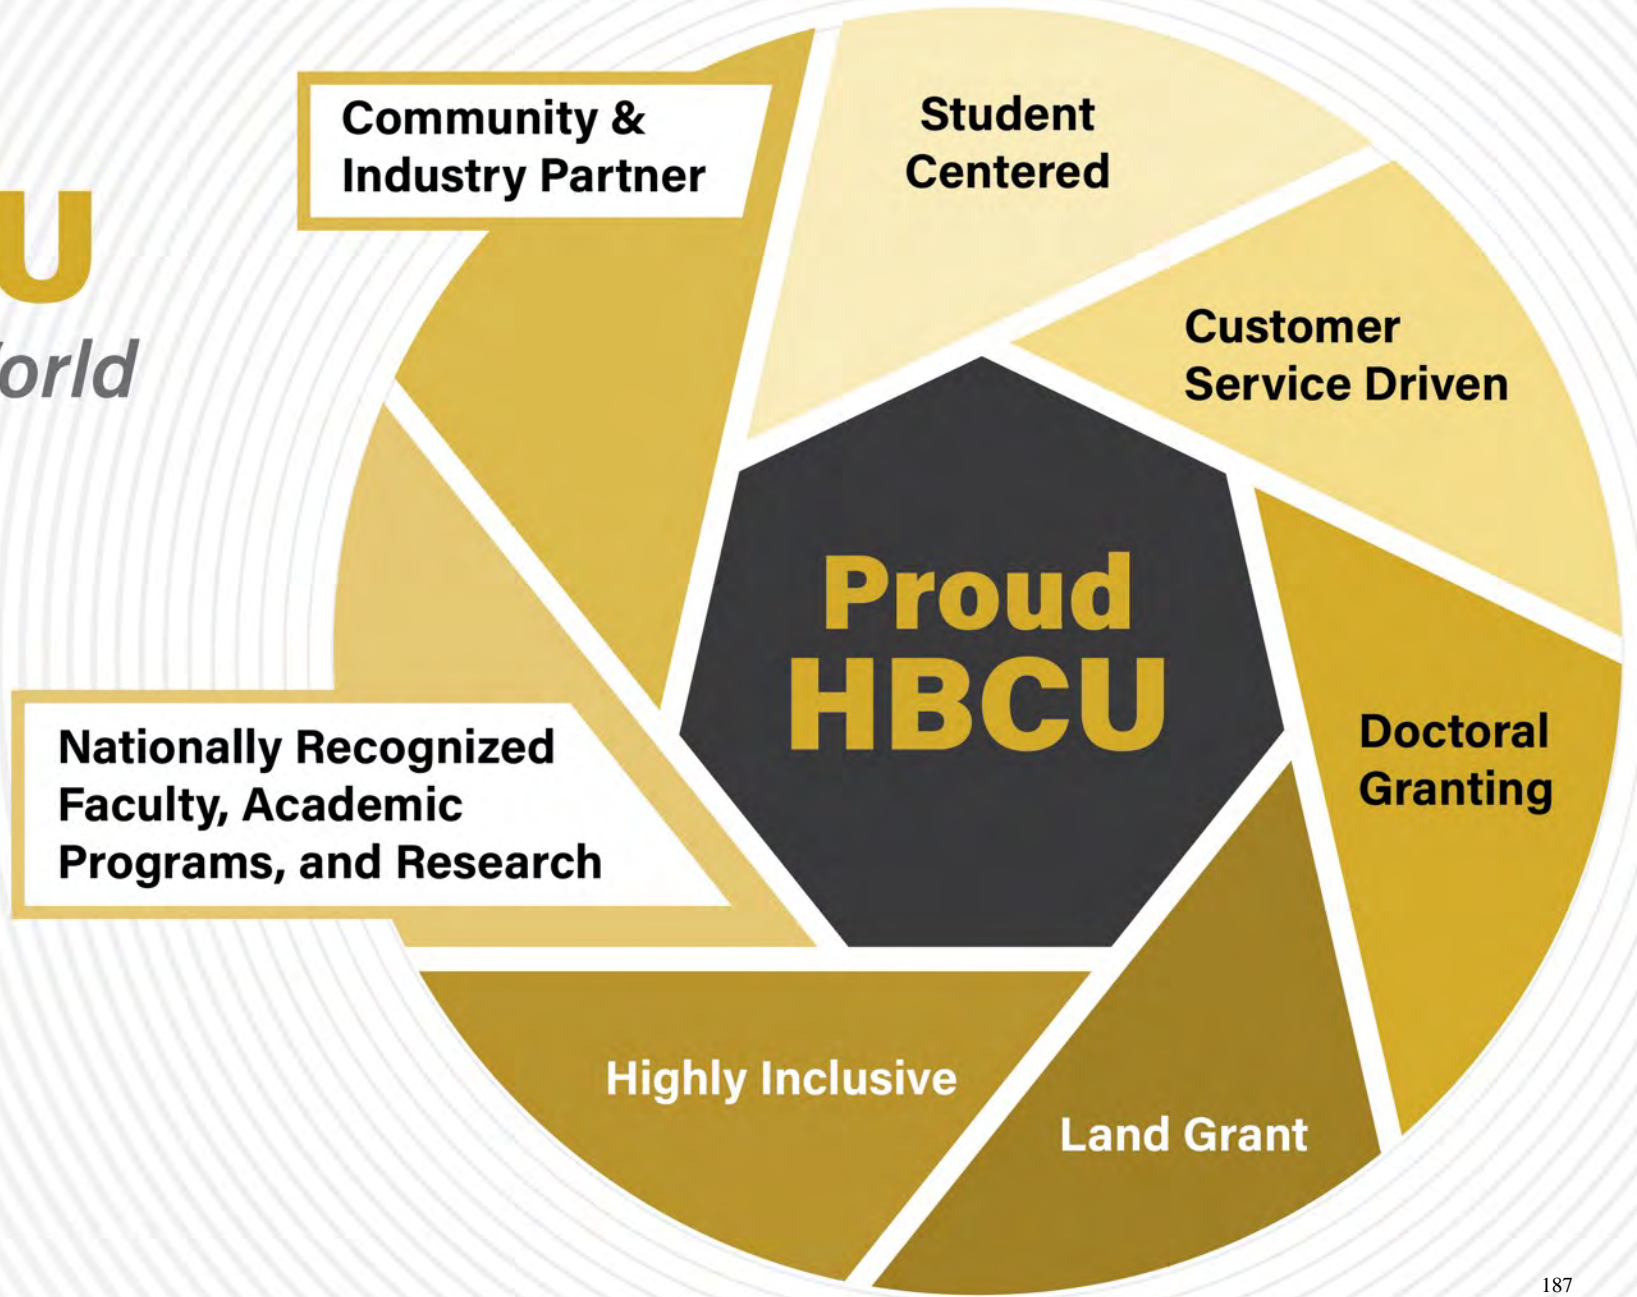 Community &
Industry Partner
Student
Centered
U
Customer
Service Driven
orld
Proud
HBCU
Nationally Recognized
Faculty, Academic
Programs, and Research
Doctoral
Granting
Highly Inclusive
Land Grant
187